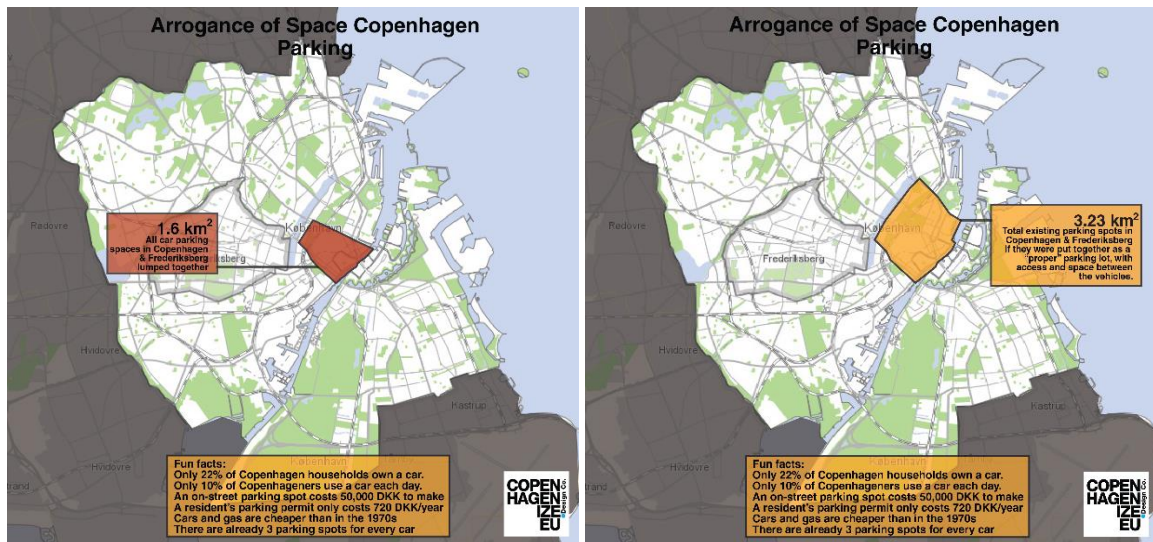 Arrogance of Space Copenhagen
Parking
København
1.6 km²
All car parking
spaces in Copenhagen
& Frederiksberg
lumped together
Rødovre
Hvidovre
Kastrup
København
Hvidovre
Fun facts:
Only 22% of Copenhagen households own a car.
Only 10% of Copenhageners use a car each day.
An on-street parking spot costs 50,000 DKK to make
A resident's parking permit only costs 720 DKK/year
Cars and gas are cheaper than in the 1970s
There are already 3 parking spots for every car
COPEN
HAGEN
IZE
EU
Design Co.
Arrogance of Space Copenhagen
Parking
København
3.23 km²
Total existing parking spots in
Copenhagen & Frederiksberg
if they were put together as a
"proper" parking lot, with
access and space between
the vehicles.
Rødovre
Frederiksberg
Hvidovre
Kastrup
København
Hvidovre
strand
Fun facts:
Only 22% of Copenhagen households own a car.
Only 10% of Copenhageners use a car each day.
An on-street parking spot costs 50,000 DKK to make
A resident's parking permit only costs 720 DKK/year
Cars and gas are cheaper than in the 1970s
There are already 3 parking spots for every car
COPEN
HAGEN
IZE
EU
Design Co.